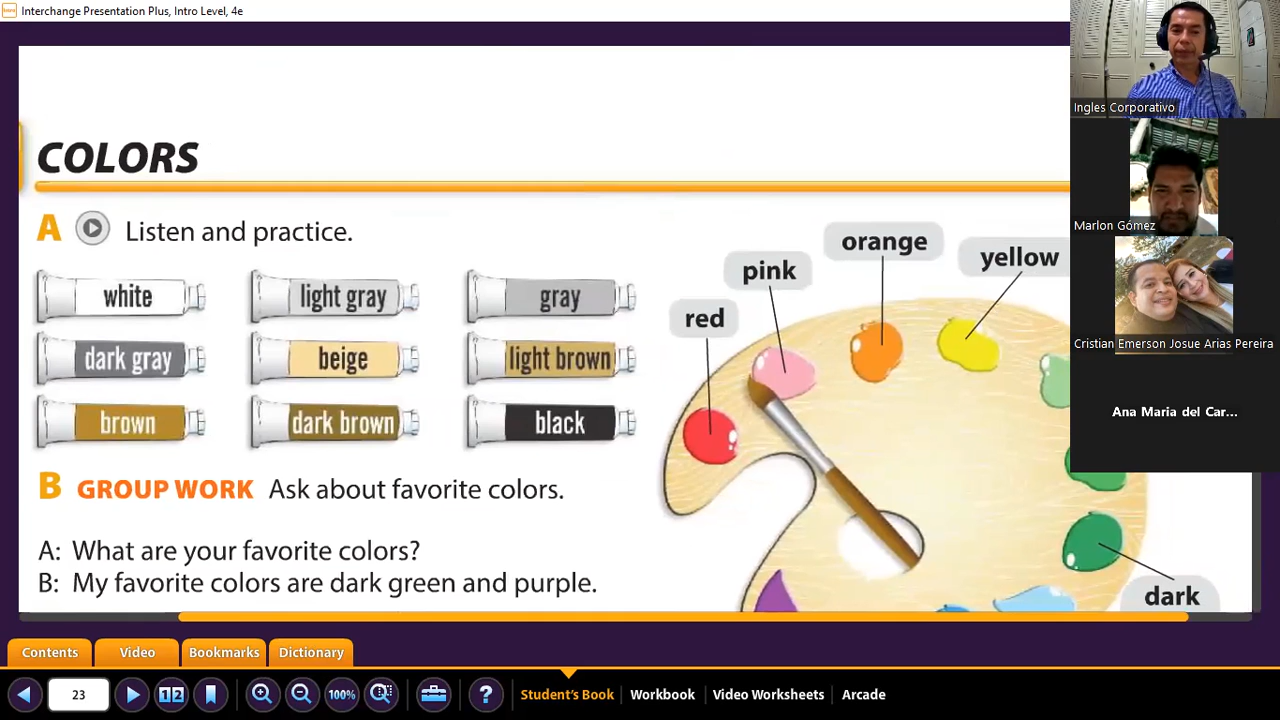 Interchange Presentation Plus, Intro Level, 4e
COLORS
A Listen and practice.
white light gray gray
dark gray beige light brown
brown dark brown black
red
pink
orange
yellow
dark
B GROUP WORK Ask about favorite colors.
A: What are your favorite colors?
B: My favorite colors are dark green and purple.
Ingles Corporativo
Marlon Gómez
Cristian Emerson Josue Arias Pereira
Ana Maria del Car...
Contents Video Bookmarks Dictionary
23 1 2 100% ? Student's Book Workbook Video Worksheets Arcade